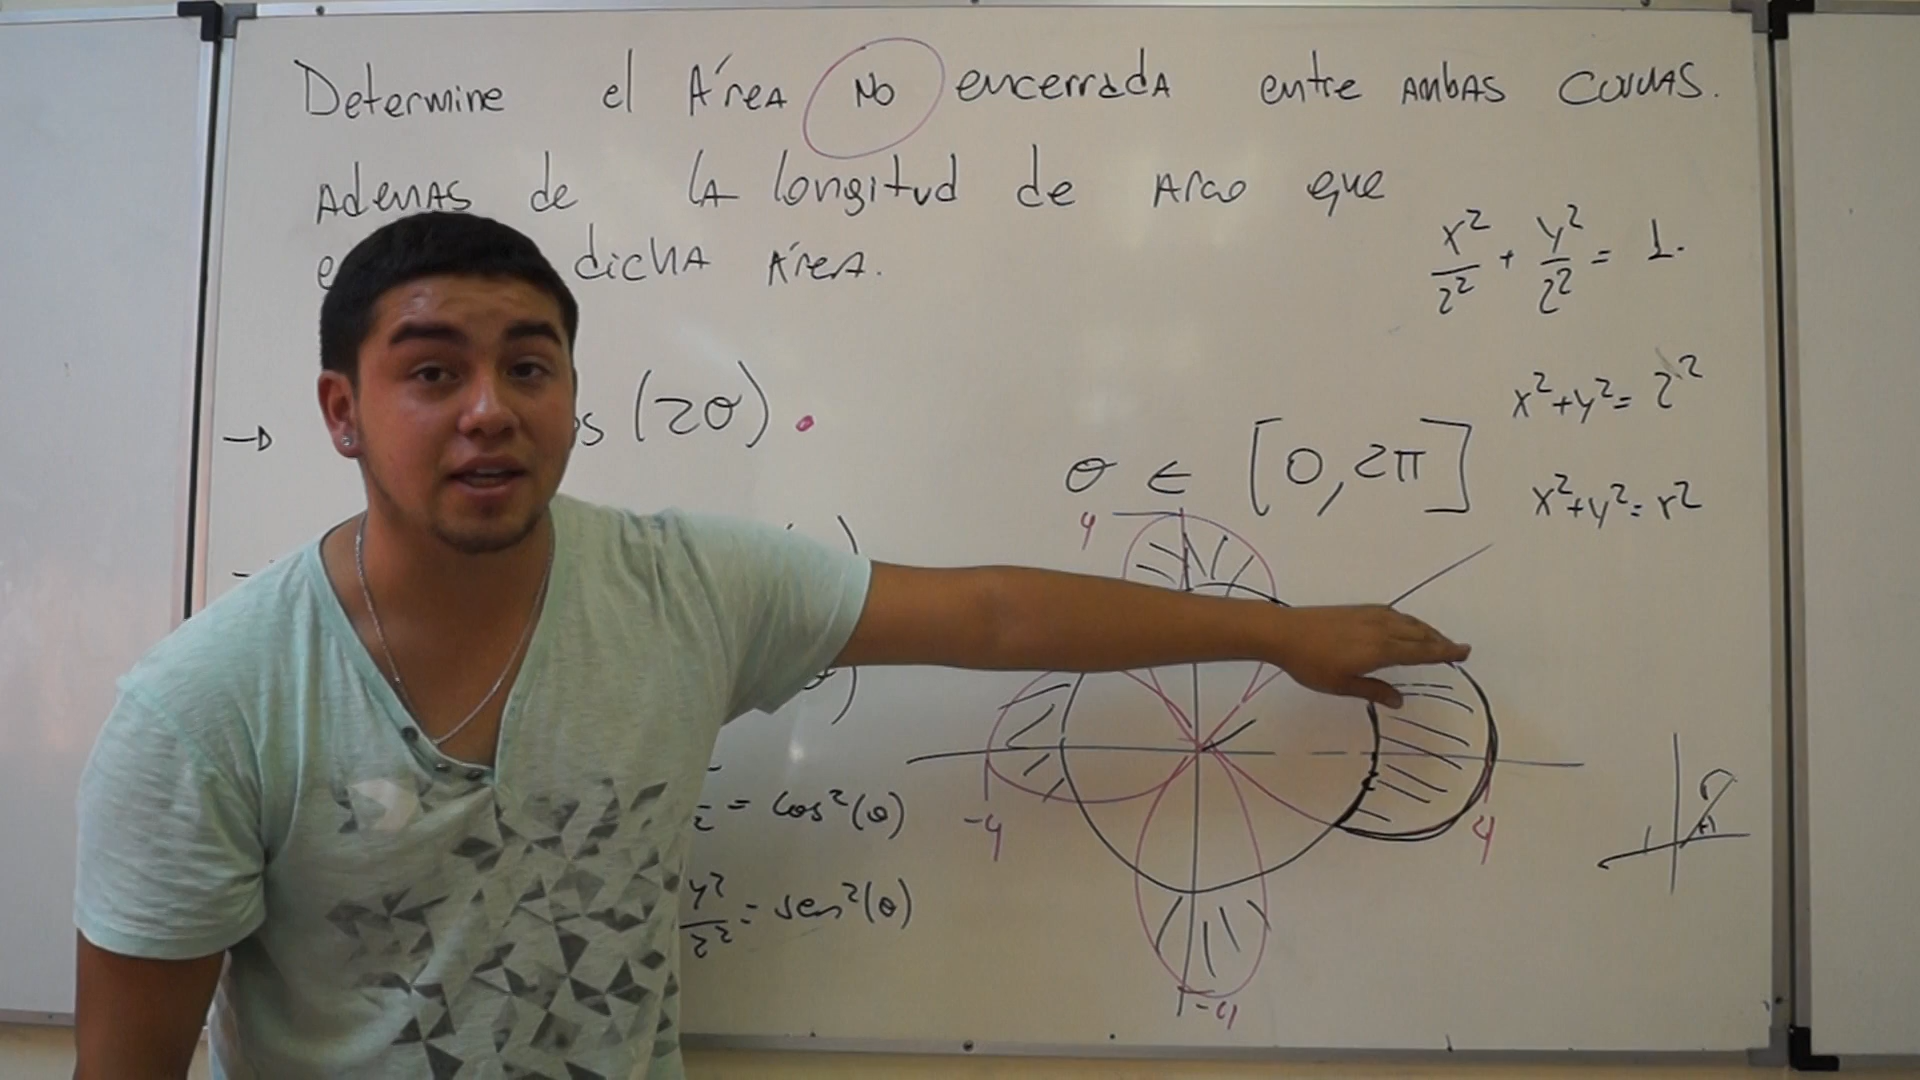 Determine el Área No encerrada entre ambas curvas.
Ademas de la longitud de Arco que
dicha Área.
x²/2² + y²/2² = 1.
x²+y²= 2²
(2θ).
θ ∈ [0, 2π]
x²+y²= r²
4
-4
4
= cos²(θ)
y²/2² = sen²(θ)
-4